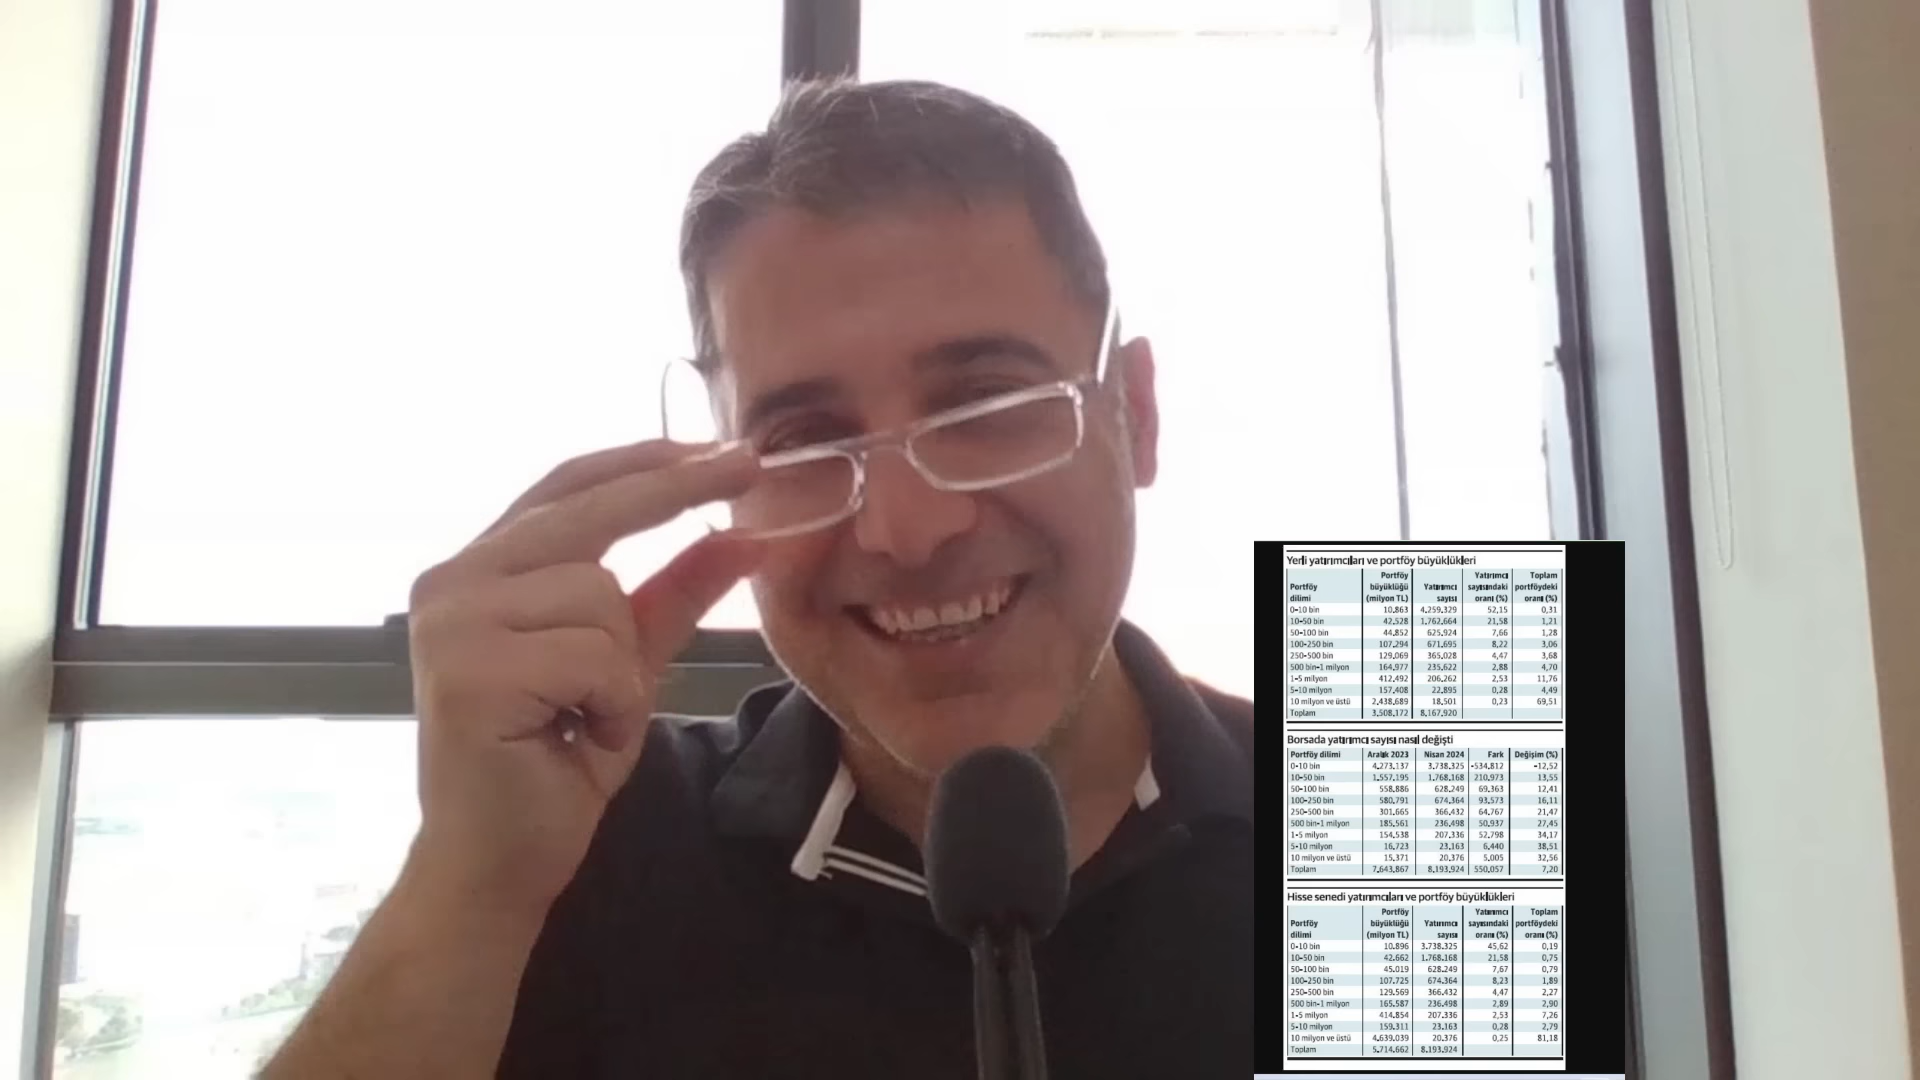 Yerli yatırımcıları ve portföy büyüklükleri
Portföy dilimi Portföy büyüklüğü (milyon TL) Yatırımcı sayısı Yatırımcı sayısındaki oranı (%) Toplam portföydeki oranı (%)
0-10 bin 10.863 4.259.329 52,15 0,31
10-50 bin 42.528 1.762.664 21,58 1,21
50-100 bin 44.852 625.924 7,66 1,28
100-250 bin 107.294 671.695 8,22 3,06
250-500 bin 129.069 365.028 4,47 3,68
500 bin-1 milyon 164.977 235.622 2,88 4,70
1-5 milyon 412.492 206.262 2,53 11,76
5-10 milyon 157.408 22.895 0,28 4,49
10 milyon ve üstü 2.438.689 18.501 0,23 69,51
Toplam 3.508.172 8.167.920
Borsada yatırımcı sayısı nasıl değişti
Portföy dilimi Aralık 2023 Nisan 2024 Fark Değişim (%)
0-10 bin 4.273.137 3.738.325 -534.812 -12,52
10-50 bin 1.557.195 1.768.168 210.973 13,55
50-100 bin 558.886 628.249 69.363 12,41
100-250 bin 580.791 674.364 93.573 16,11
250-500 bin 301.665 366.432 64.767 21,47
500 bin-1 milyon 185.561 236.498 50.937 27,45
1-5 milyon 154.538 207.336 52.798 34,17
5-10 milyon 16.723 23.163 6.440 38,51
10 milyon ve üstü 15.371 20.376 5.005 32,56
Toplam 7.643.867 8.193.924 550.057 7,20
Hisse senedi yatırımcıları ve portföy büyüklükleri
Portföy dilimi Portföy büyüklüğü (milyon TL) Yatırımcı sayısı Yatırımcı sayısındaki oranı (%) Toplam portföydeki oranı (%)
0-10 bin 10.896 3.738.325 45,62 0,19
10-50 bin 42.662 1.768.168 21,58 0,75
50-100 bin 45.019 628.249 7,67 0,79
100-250 bin 107.725 674.364 8,23 1,89
250-500 bin 129.569 366.432 4,47 2,27
500 bin-1 milyon 165.587 236.498 2,89 2,90
1-5 milyon 414.854 207.336 2,53 7,26
5-10 milyon 159.311 23.163 0,28 2,79
10 milyon ve üstü 4.639.039 20.376 0,25 81,18
Toplam 5.714.662 8.193.924